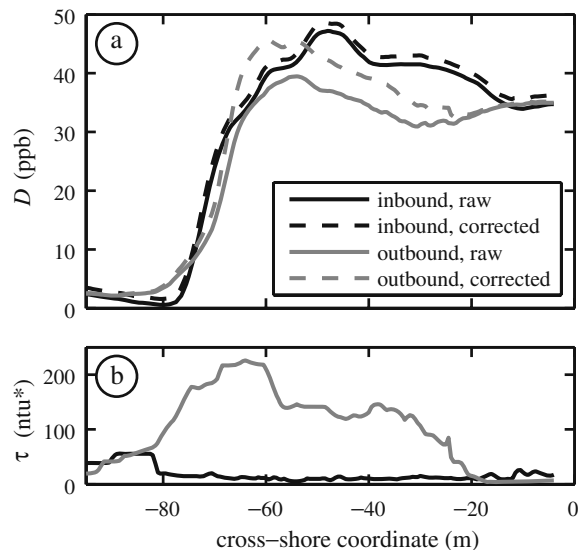 a
50
40
30
20
10
0
D (ppb)
inbound, raw
inbound, corrected
outbound, raw
outbound, corrected
b
200
100
0
τ (ntu*)
−80 −60 −40 −20 0
cross−shore coordinate (m)